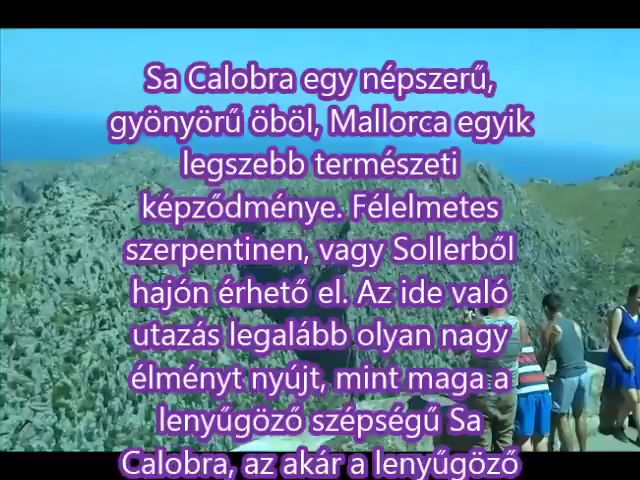 Sa Calobra egy népszerű,
gyönyörű öböl, Mallorca egyik
legszebb természeti
képződménye. Félelmetes
szerpentinen, vagy Sollerből
hajón érhető el. Az ide való
utazás legalább olyan nagy
élményt nyújt, mint maga a
lenyűgöző szépségű Sa
Calobra, az akár a lenyűgöző